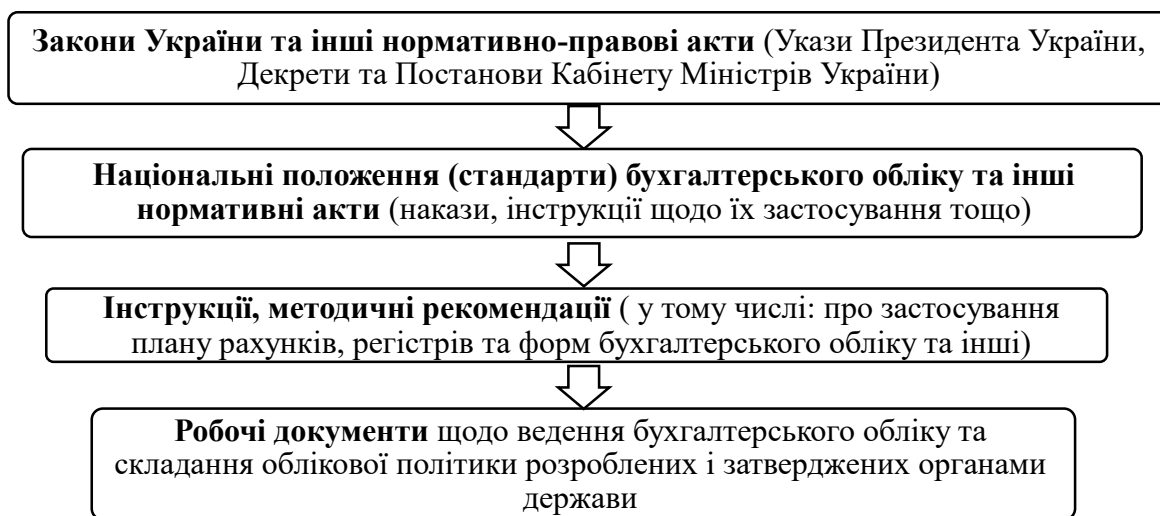 Закони України та інші нормативно-правові акти (Укази Президента України,
Декрети та Постанови Кабінету Міністрів України)
Національні положення (стандарти) бухгалтерського обліку та інші
нормативні акти (накази, інструкції щодо їх застосування тощо)
Інструкції, методичні рекомендації ( у тому числі: про застосування
плану рахунків, регістрів та форм бухгалтерського обліку та інші)
Робочі документи щодо ведення бухгалтерського обліку та
складання облікової політики розроблених і затверджених органами
держави